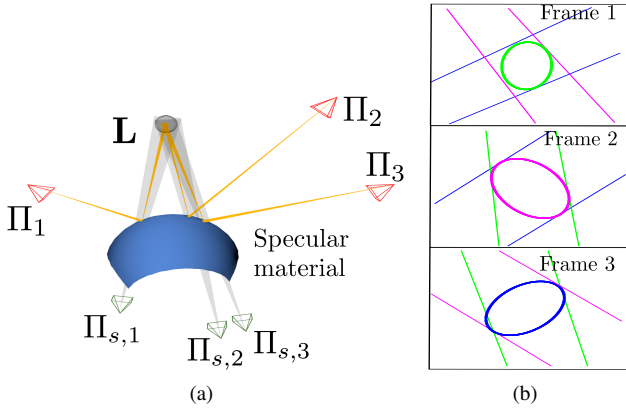 L
Π₂
Π₃
Π₁
Specular
material
Πₛ,₁
Πₛ,₂
Πₛ,₃
(a)
Frame 1
Frame 2
Frame 3
(b)